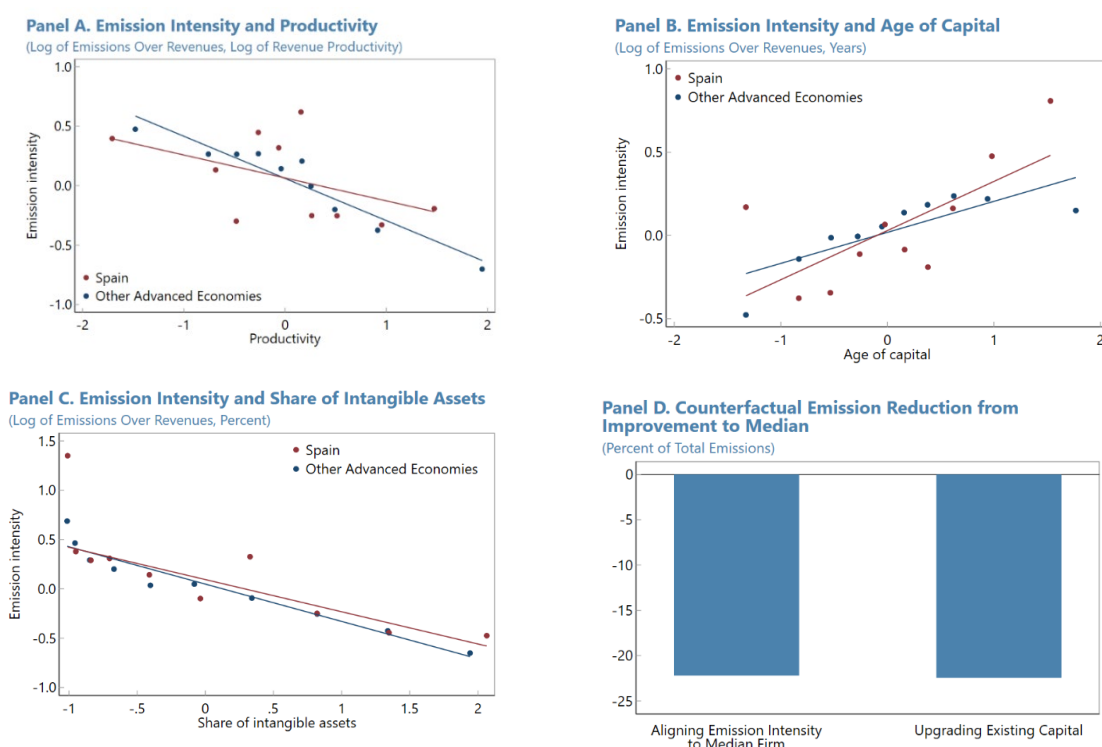 Panel A. Emission Intensity and Productivity
(Log of Emissions Over Revenues, Log of Revenue Productivity)
1.0
0.5
0.0
-0.5
-1.0
Emission intensity
Spain
Other Advanced Economies
-2
-1
0
1
2
Productivity
Panel B. Emission Intensity and Age of Capital
(Log of Emissions Over Revenues, Years)
1.0
0.5
0.0
-0.5
Emission intensity
Spain
Other Advanced Economies
-2
-1
0
1
2
Age of capital
Panel C. Emission Intensity and Share of Intangible Assets
(Log of Emissions Over Revenues, Percent)
1.5
1.0
0.5
0.0
-0.5
-1.0
Emission intensity
Spain
Other Advanced Economies
-1
-.5
0
.5
1
1.5
2
Share of intangible assets
Panel D. Counterfactual Emission Reduction from
Improvement to Median
(Percent of Total Emissions)
0
-5
-10
-15
-20
-25
Aligning Emission Intensity
to Median Firm
Upgrading Existing Capital